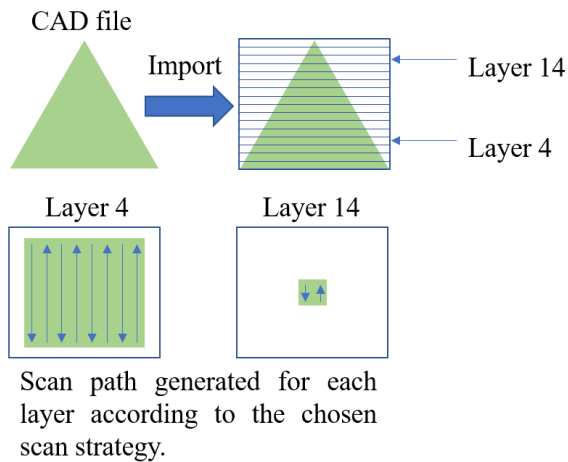 CAD file
Import
Layer 14
Layer 4
Layer 4
Layer 14
Scan path generated for each
layer according to the chosen
scan strategy.